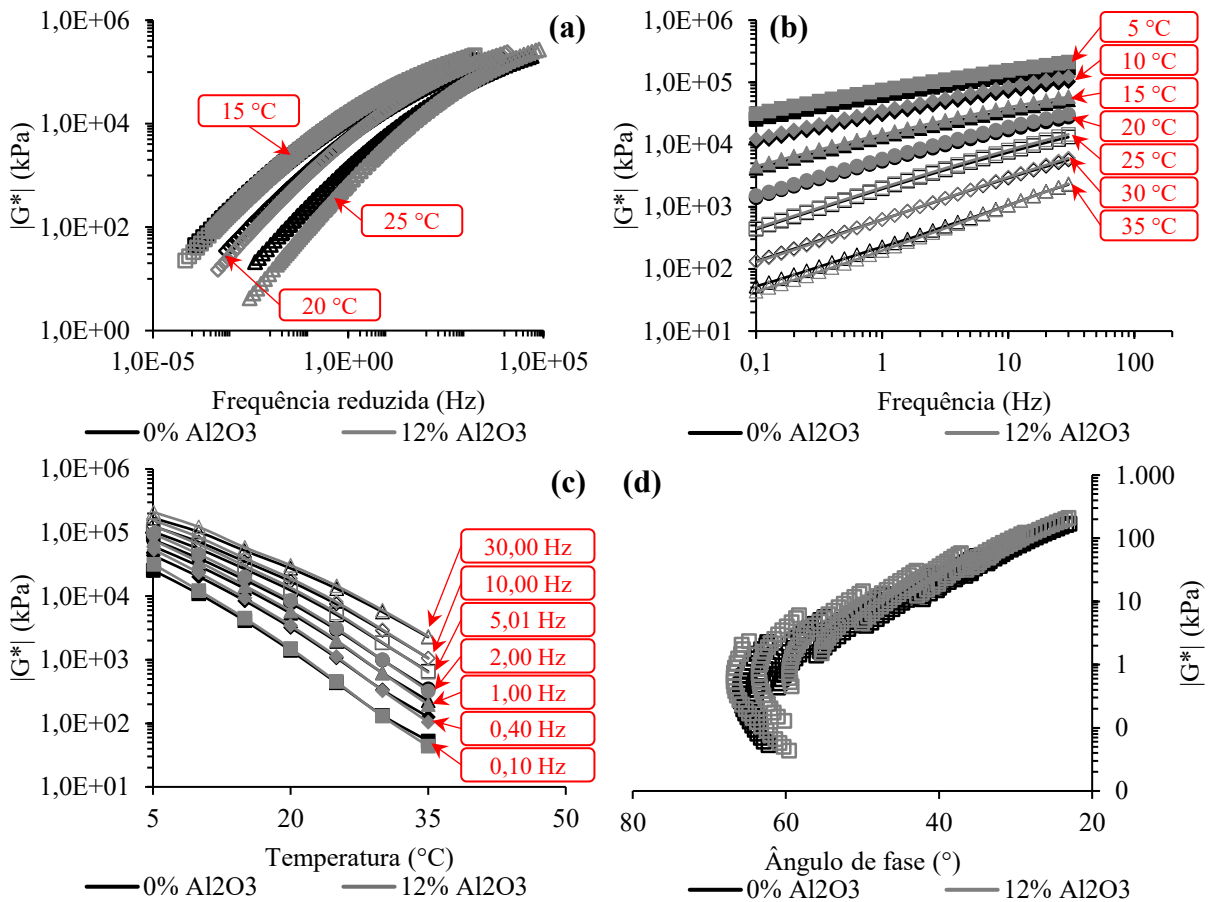 (a)
1,0E+06
1,0E+04
1,0E+02
1,0E+00
|G*| (kPa)
15 °C
25 °C
20 °C
1,0E-05
1,0E+00
1,0E+05
Frequência reduzida (Hz)
0% Al2O3
12% Al2O3
(b)
1,0E+06
1,0E+05
1,0E+04
1,0E+03
1,0E+02
1,0E+01
|G*| (kPa)
5 °C
10 °C
15 °C
20 °C
25 °C
30 °C
35 °C
0,1
1
10
100
Frequência (Hz)
0% Al2O3
12% Al2O3
(c)
1,0E+06
1,0E+05
1,0E+04
1,0E+03
1,0E+02
1,0E+01
|G*| (kPa)
30,00 Hz
10,00 Hz
5,01 Hz
2,00 Hz
1,00 Hz
0,40 Hz
0,10 Hz
5
20
35
50
Temperatura (°C)
0% Al2O3
12% Al2O3
(d)
1.000
100
10
1
0
0
|G*| (kPa)
80
60
40
20
Ângulo de fase (°)
0% Al2O3
12% Al2O3